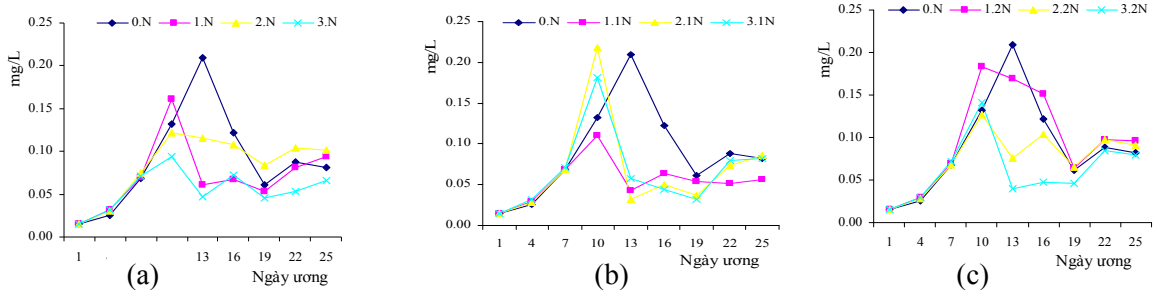 0.N 1.N 2.N 3.N
mg/L
0.25
0.20
0.15
0.10
0.05
0.00
1 13 16 19 22 25
Ngày ương
(a)
0.N 1.1N 2.1N 3.1N
mg/L
0.25
0.20
0.15
0.10
0.05
0.00
1 4 7 10 13 16 19 22 25
Ngày ương
(b)
0.N 1.2N 2.2N 3.2N
mg/L
0.25
0.20
0.15
0.10
0.05
0.00
1 4 7 10 13 16 19 22 25
Ngày ương
(c)